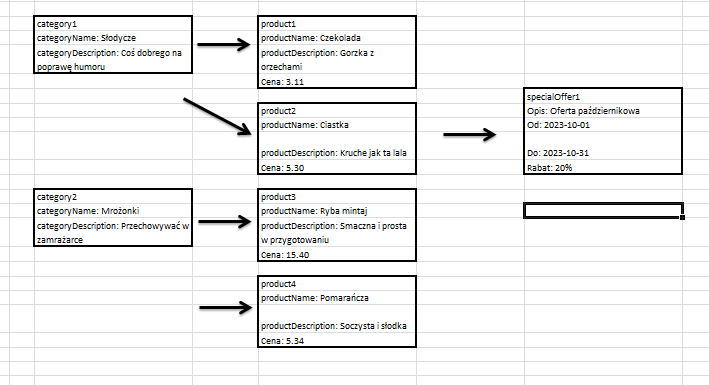 category1
categoryName: Słodycze
categoryDescription: Coś dobrego na
poprawę humoru
product1
productName: Czekolada
productDescription: Gorzka z
orzechami
Cena: 3.11
product2
productName: Ciastka
productDescription: Kruche jak ta lala
Cena: 5.30
specialOffer1
Opis: Oferta październikowa
Od: 2023-10-01
Do: 2023-10-31
Rabat: 20%
category2
categoryName: Mrożonki
categoryDescription: Przechowywać w
zamrażarce
product3
productName: Ryba mintaj
productDescription: Smaczna i prosta
w przygotowaniu
Cena: 15.40
product4
productName: Pomarańcza
productDescription: Soczysta i słodka
Cena: 5.34